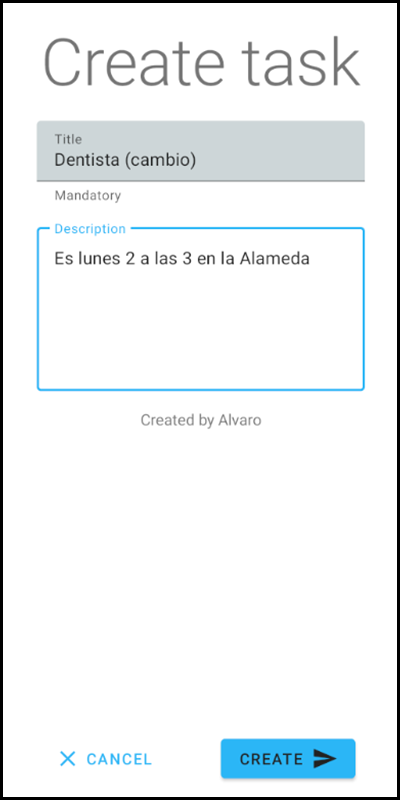 Create task
Title
Dentista (cambio)
Mandatory
Description
Es lunes 2 a las 3 en la Alameda
Created by Alvaro
CANCEL
CREATE